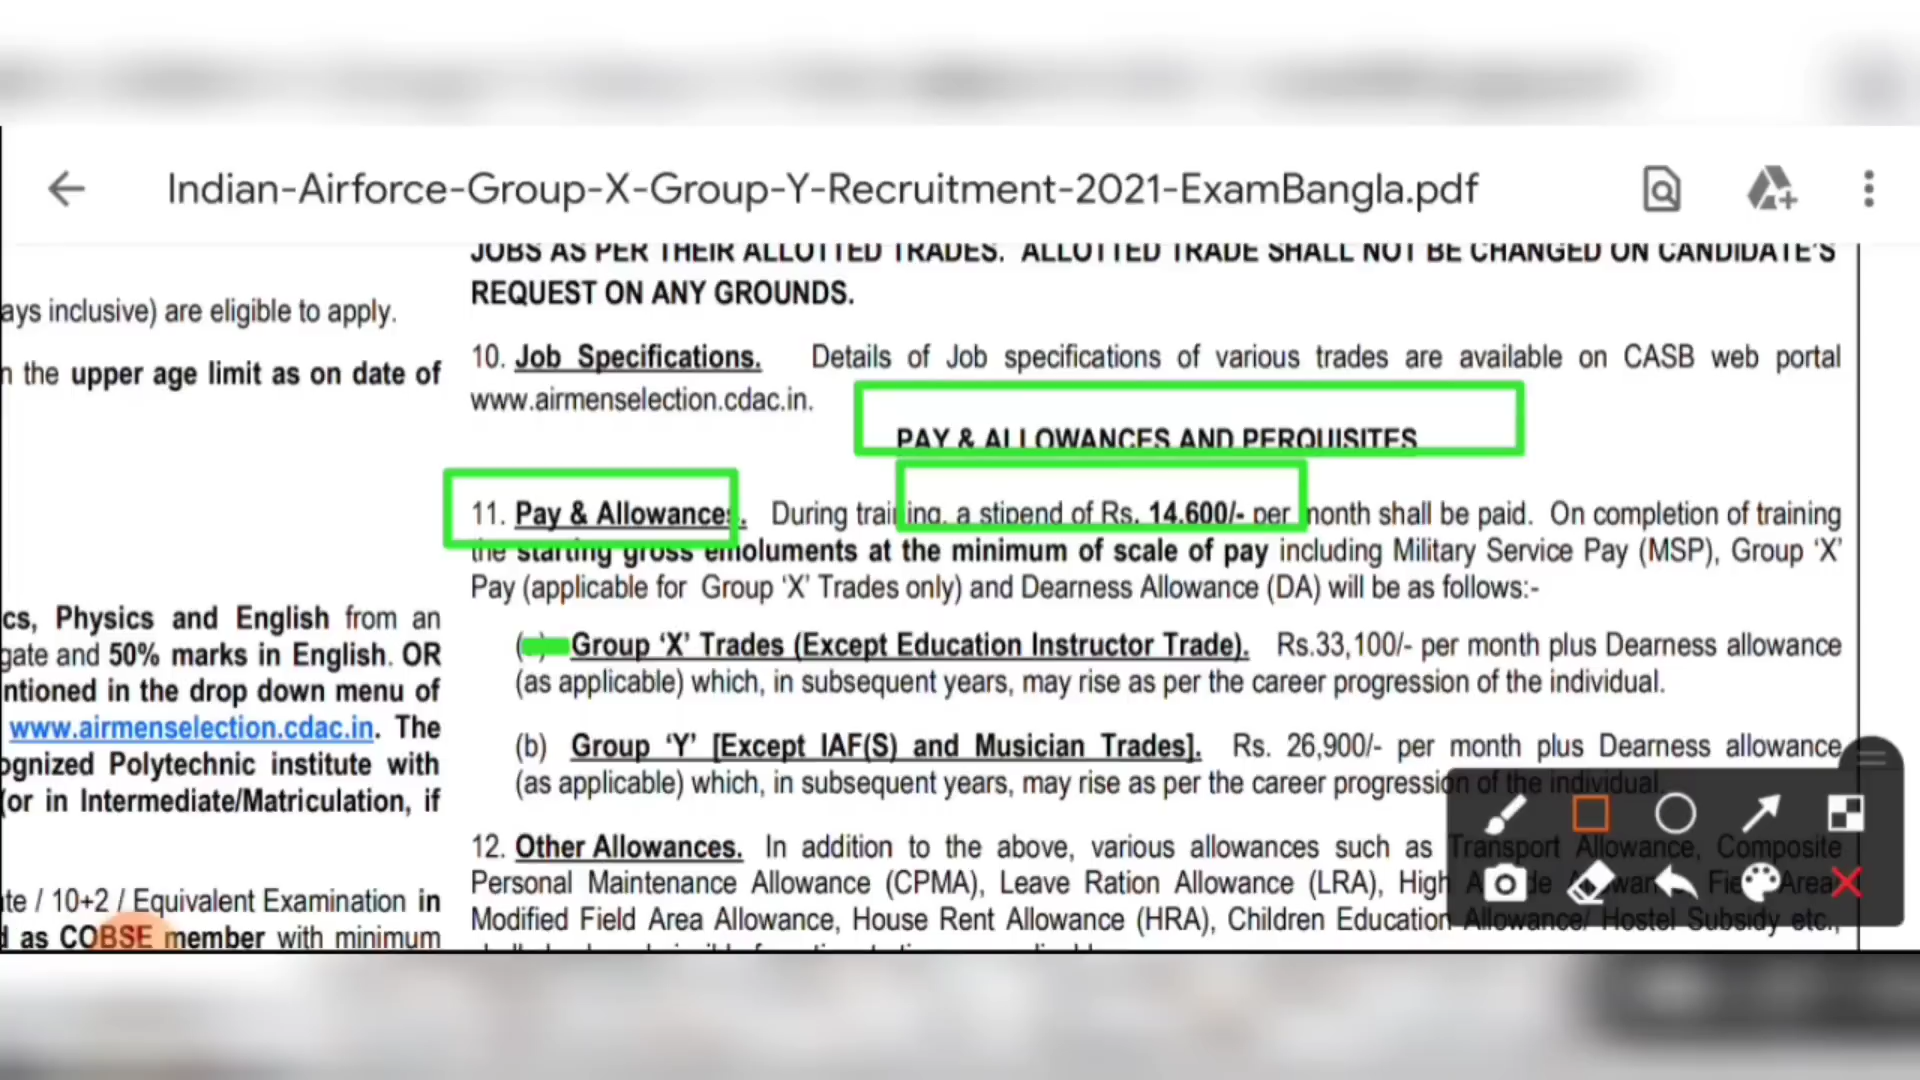 Indian-Airforce-Group-X-Group-Y-Recruitment-2021-ExamBangla.pdf
ays inclusive) are eligible to apply.
n the upper age limit as on date of
cs, Physics and English from an
gate and 50% marks in English. OR
ntioned in the drop down menu of
www.airmenselection.cdac.in. The
ognized Polytechnic institute with
(or in Intermediate/Matriculation, if
te / 10+2 / Equivalent Examination in
d as COBSE member with minimum
JOBS AS PER THEIR ALLOTTED TRADES. ALLOTTED TRADE SHALL NOT BE CHANGED ON CANDIDATE'S
REQUEST ON ANY GROUNDS.
10. Job Specifications. Details of Job specifications of various trades are available on CASB web portal
www.airmenselection.cdac.in.
PAY & ALLOWANCES AND PERQUISITES
11. Pay & Allowances. During training, a stipend of Rs. 14,600/- per month shall be paid. On completion of training
the starting gross emoluments at the minimum of scale of pay including Military Service Pay (MSP), Group 'X'
Pay (applicable for Group 'X' Trades only) and Dearness Allowance (DA) will be as follows:-
Group 'X' Trades (Except Education Instructor Trade). Rs.33,100/- per month plus Dearness allowance
(as applicable) which, in subsequent years, may rise as per the career progression of the individual.
(b) Group 'Y' [Except IAF(S) and Musician Trades]. Rs. 26,900/- per month plus Dearness allowance
(as applicable) which, in subsequent years, may rise as per the career progression of the individual.
12. Other Allowances. In addition to the above, various allowances such as Transport Allowance, Composite
Personal Maintenance Allowance (CPMA), Leave Ration Allowance (LRA), High Area
Modified Field Area Allowance, House Rent Allowance (HRA), Children Education Allowance/ Hostel Subsidy etc.,